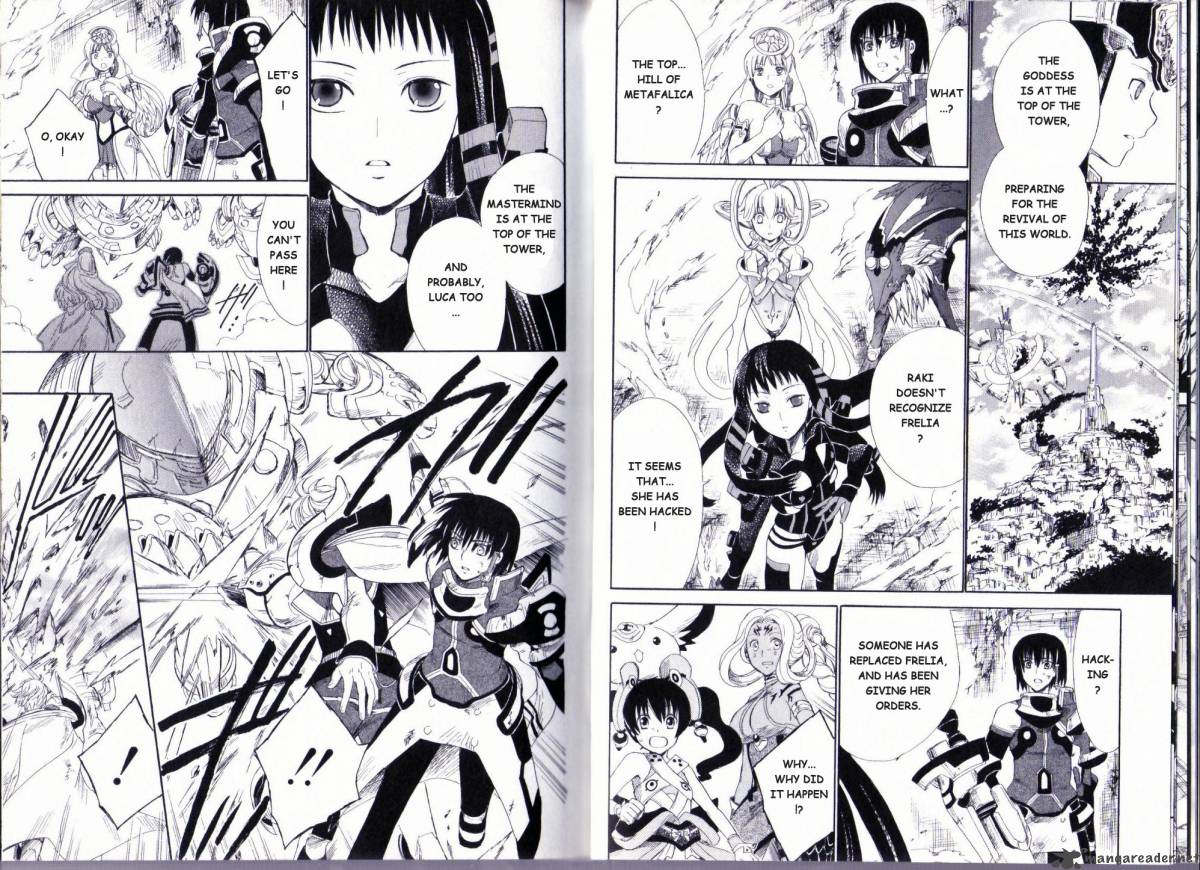 THE
GODDESS
IS AT THE
TOP OF THE
TOWER,
PREPARING
FOR THE
REVIVAL OF
THIS WORLD.
WHAT
...?
THE TOP...
HILL OF
METAFALICA
?
RAKI
DOESN'T
RECOGNIZE
FRELIA
?
IT SEEMS
THAT...
SHE HAS
BEEN HACKED
!
HACK-
ING
?
SOMEONE HAS
REPLACED FRELIA,
AND HAS BEEN
GIVING HER
ORDERS.
WHY...
WHY DID
IT HAPPEN
!?
THE
MASTERMIND
IS AT THE
TOP OF THE
TOWER,
AND
PROBABLY,
LUCA TOO
...
LET'S
GO !
O, OKAY
!
YOU
CAN'T
PASS
HERE !
!!
!
mangareader.net